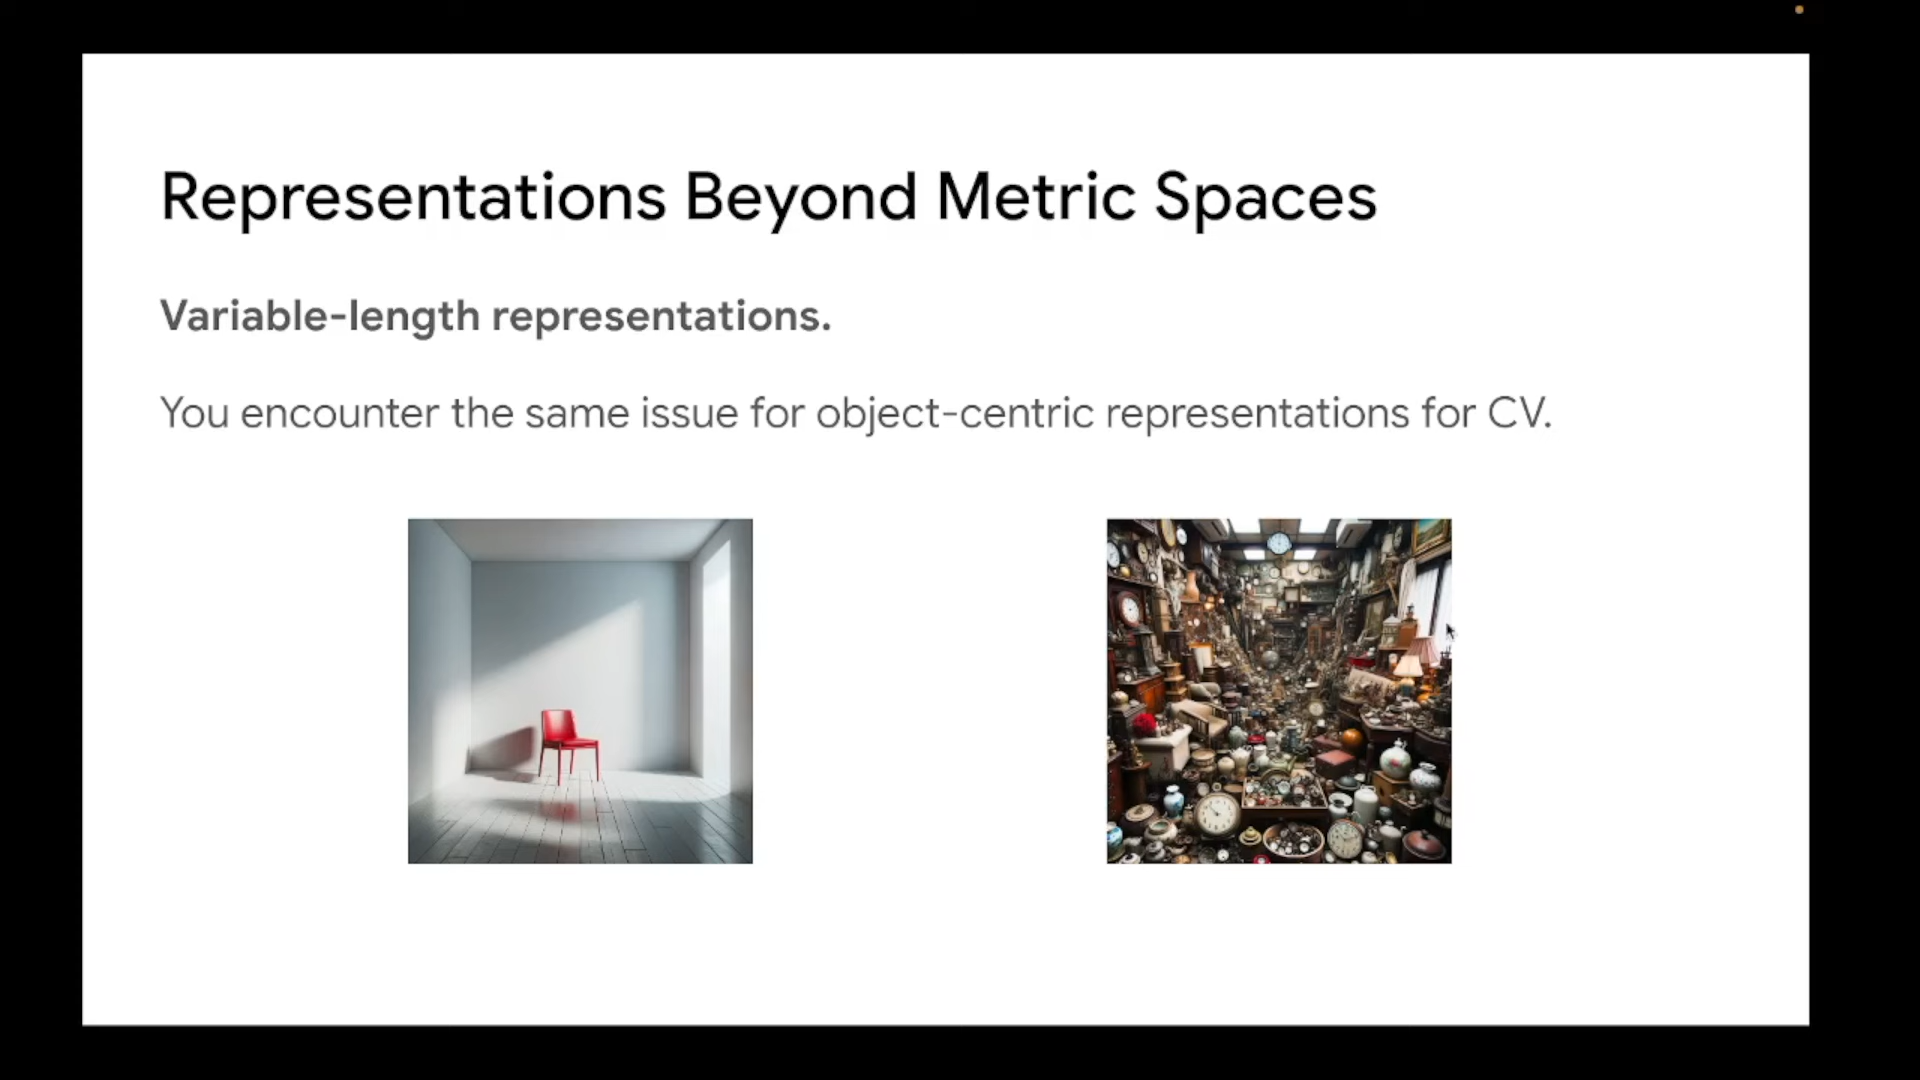 Representations Beyond Metric Spaces
Variable-length representations.
You encounter the same issue for object-centric representations for CV.